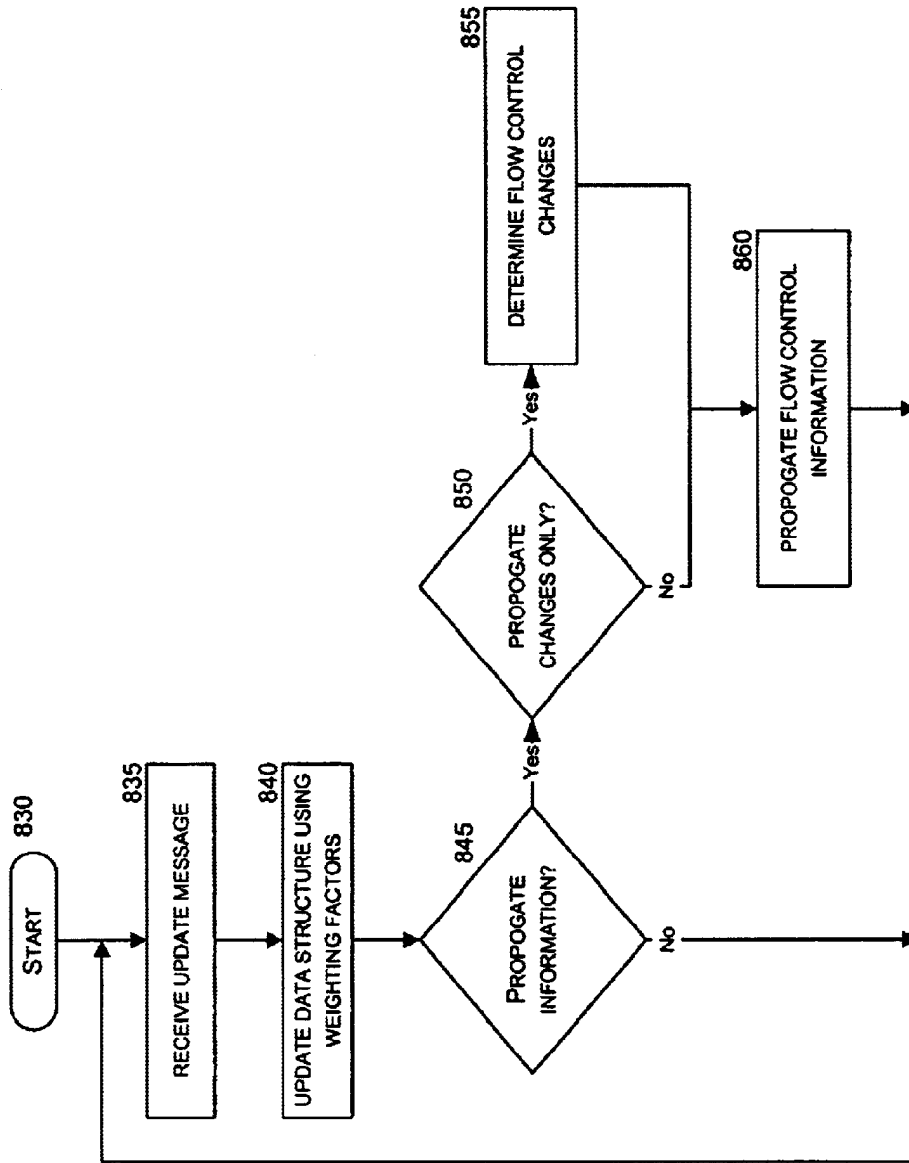 START
830
835
RECEIVE UPDATE MESSAGE
840
UPDATE DATA STRUCTURE USING
WEIGHTING FACTORS
845
PROPOGATE
INFORMATION?
Yes
No
850
PROPOGATE
CHANGES ONLY?
Yes
No
855
DETERMINE FLOW CONTROL
CHANGES
860
PROPOGATE FLOW CONTROL
INFORMATION